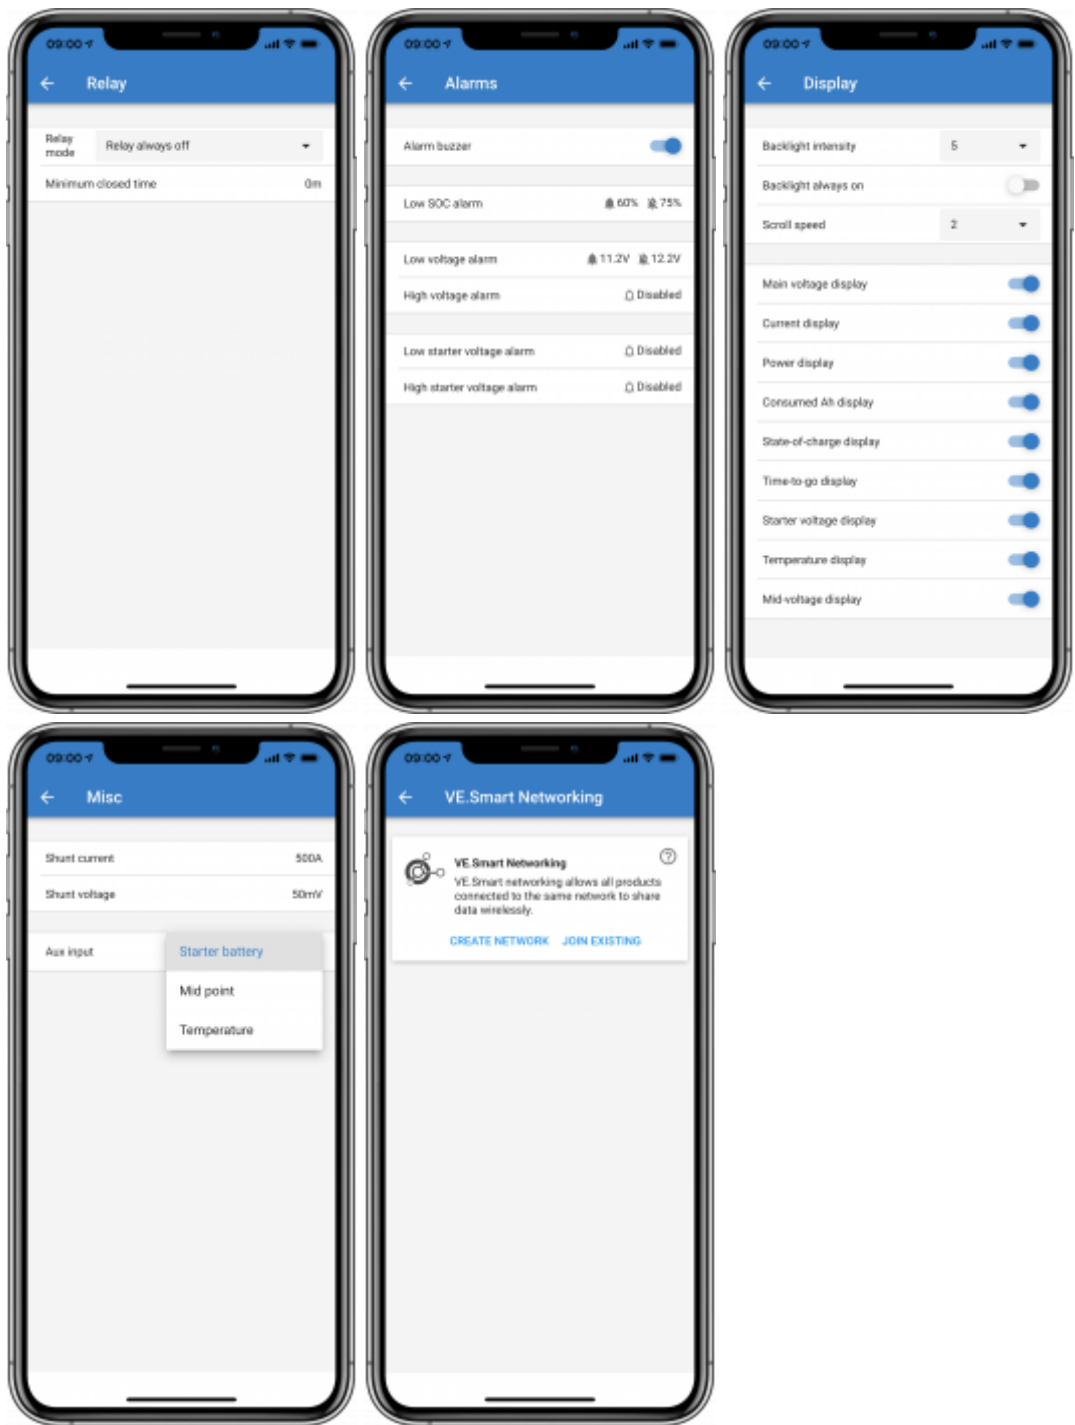 09:00
Relay
Relay mode
Relay always off
Minimum closed time 0m
09:00
Alarms
Alarm buzzer
Low SOC alarm 60% 75%
Low voltage alarm 11.2V 12.2V
High voltage alarm Disabled
Low starter voltage alarm Disabled
High starter voltage alarm Disabled
09:00
Display
Backlight intensity 5
Backlight always on
Scroll speed 2
Main voltage display
Current display
Power display
Consumed Ah display
State-of-charge display
Time-to-go display
Starter voltage display
Temperature display
Mid-voltage display
09:00
Misc
Shunt current 500A
Shunt voltage 50mV
Aux input Starter battery
Mid point
Temperature
09:00
VE.Smart Networking
VE.Smart Networking
VE.Smart networking allows all products
connected to the same network to share
data wirelessly.
CREATE NETWORK JOIN EXISTING